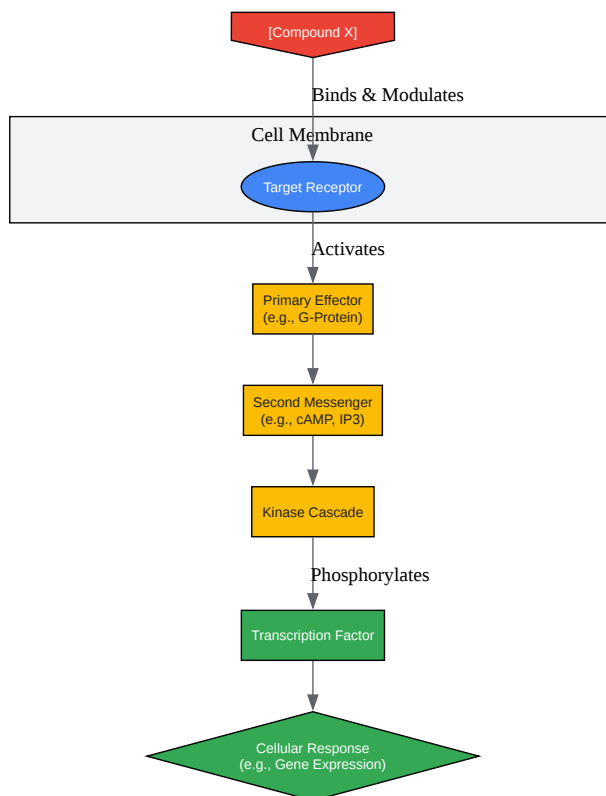 [Compound X]
Binds & Modulates
Cell Membrane
Target Receptor
Activates
Primary Effector
(e.g., G-Protein)
Second Messenger
(e.g., cAMP, IP3)
Kinase Cascade
Phosphorylates
Transcription Factor
Cellular Response
(e.g., Gene Expression)